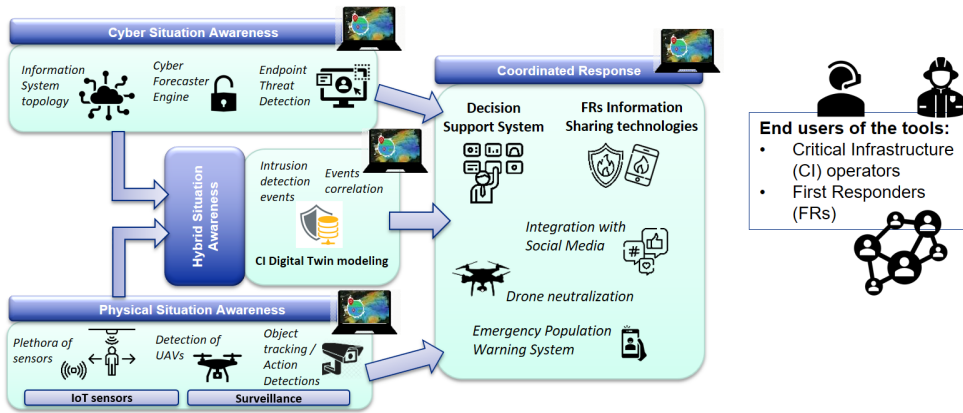 Cyber Situation Awareness
Information
System
topology
Cyber
Forecaster
Engine
Endpoint
Threat
Detection
Hybrid Situation
Awareness
Intrusion
detection
events
Events
correlation
CI Digital Twin modeling
Physical Situation Awareness
Plethora of
sensors
Detection of
UAVs
Object
tracking /
Action
Detections
IoT sensors
Surveillance
Coordinated Response
Decision
Support System
FRs Information
Sharing technologies
Integration with
Social Media
#
Drone neutralization
Emergency Population
Warning System
End users of the tools:
• Critical Infrastructure
(CI) operators
• First Responders
(FRs)